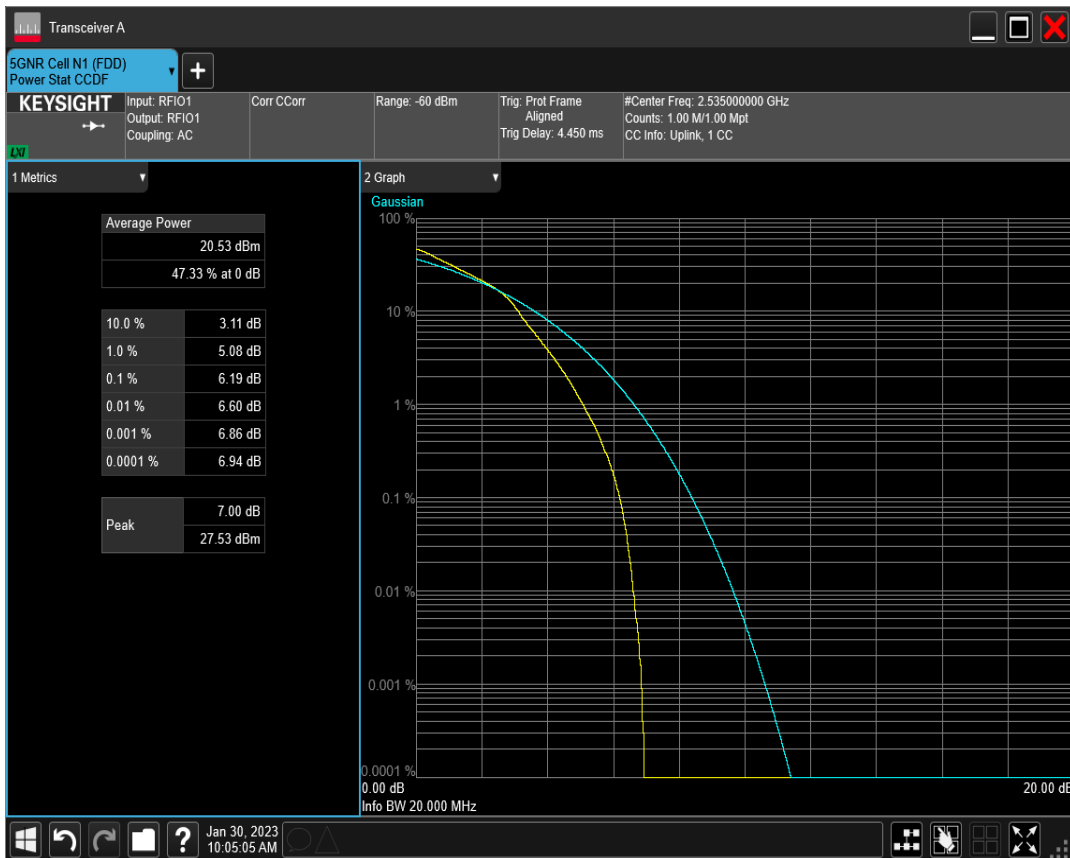 Transceiver A
5GNR Cell N1 (FDD)
Power Stat CCDF
KEYSIGHT
LXI
Input: RFIO1
Output: RFIO1
Coupling: AC
Corr CCorr
Range: -60 dBm
Trig: Prot Frame
Aligned
Trig Delay: 4.450 ms
#Center Freq: 2.535000000 GHz
Counts: 1.00 M/1.00 Mpt
CC Info: Uplink, 1 CC
1 Metrics
Average Power
20.53 dBm
47.33 % at 0 dB
10.0 % 3.11 dB
1.0 % 5.08 dB
0.1 % 6.19 dB
0.01 % 6.60 dB
0.001 % 6.86 dB
0.0001 % 6.94 dB
Peak 7.00 dB
27.53 dBm
2 Graph
Gaussian
100 %
10 %
1 %
0.1 %
0.01 %
0.001 %
0.0001 %
0.00 dB 20.00 dB
Info BW 20.000 MHz
?
Jan 30, 2023
10:05:05 AM